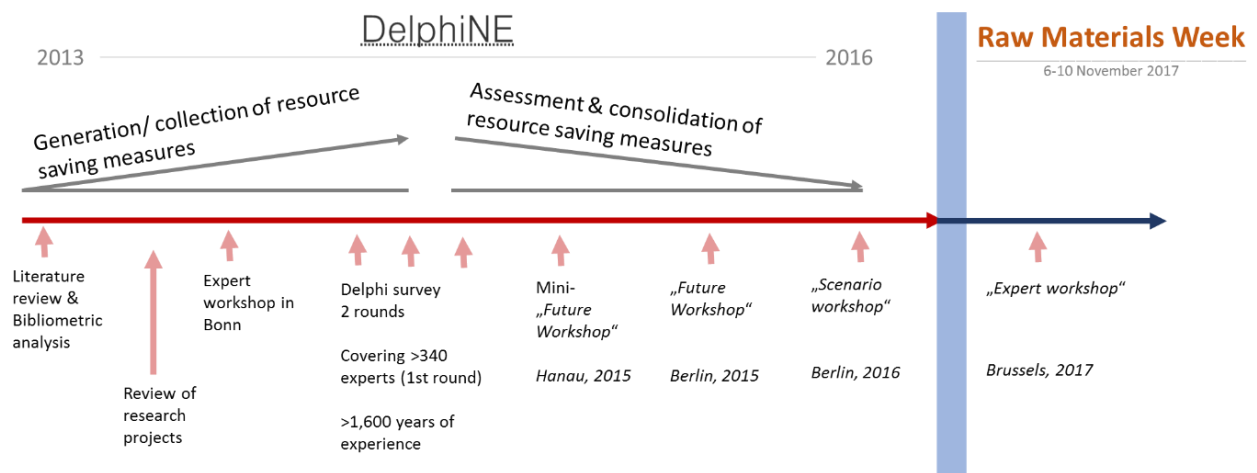 DelphiNE
2013
2016
Raw Materials Week
6-10 November 2017
Generation/ collection of resource
saving measures
Assessment & consolidation of
resource saving measures
Literature
review &
Bibliometric
analysis
Review of
research
projects
Expert
workshop in
Bonn
Delphi survey
2 rounds
Covering >340
experts (1st round)
>1,600 years of
experience
Mini-
„Future
Workshop“
Hanau, 2015
„Future
Workshop“
Berlin, 2015
„Scenario
workshop“
Berlin, 2016
„Expert workshop“
Brussels, 2017